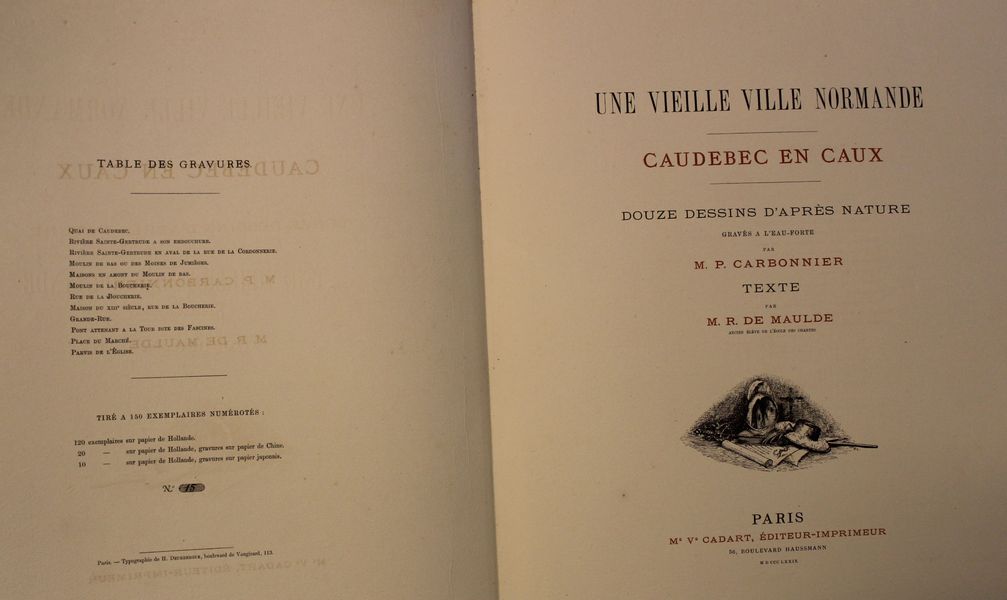 TABLE DES GRAVURES.
QUAI DE CAUDEBEC.
RIVIÈRE SAINTE-GERTRUDE A SON EMBOUCHURE.
RIVIÈRE SAINTE-GERTRUDE EN AVAL DE LA RUE DE LA CORDONNERIE.
MOULIN DE BAS OU DES MOINES DE JUMIÈGES.
MAISONS EN AMONT DU MOULIN DE BAS.
MOULIN DE LA BOUCHERIE.
RUE DE LA BOUCHERIE.
MAISON DU XIIIe SIÈCLE, RUE DE LA BOUCHERIE.
GRANDE-RUE.
PONT ATTENANT A LA TOUR DITE DES FASCINES.
PLACE DU MARCHÉ.
PARVIS DE L'ÉGLISE.
TIRÉ A 150 EXEMPLAIRES NUMÉROTÉS :
120 exemplaires sur papier de Hollande.
20 — sur papier de Hollande, gravures sur papier de Chine.
10 — sur papier de Hollande, gravures sur papier japonais.
N° 15
Paris. — Typographie de H. boulevard de Vaugirard, 113.
UNE VIEILLE VILLE NORMANDE
CAUDEBEC EN CAUX
DOUZE DESSINS D'APRÈS NATURE
GRAVÉS A L'EAU-FORTE
PAR
M. P. CARBONNIER
TEXTE
PAR
M. R. DE MAULDE
ANCIEN ÉLÈVE DE L'ÉCOLE DES CHARTES
PARIS
Me Ve CADART, ÉDITEUR-IMPRIMEUR
56, BOULEVARD HAUSSMANN
MDCCCLXXIX